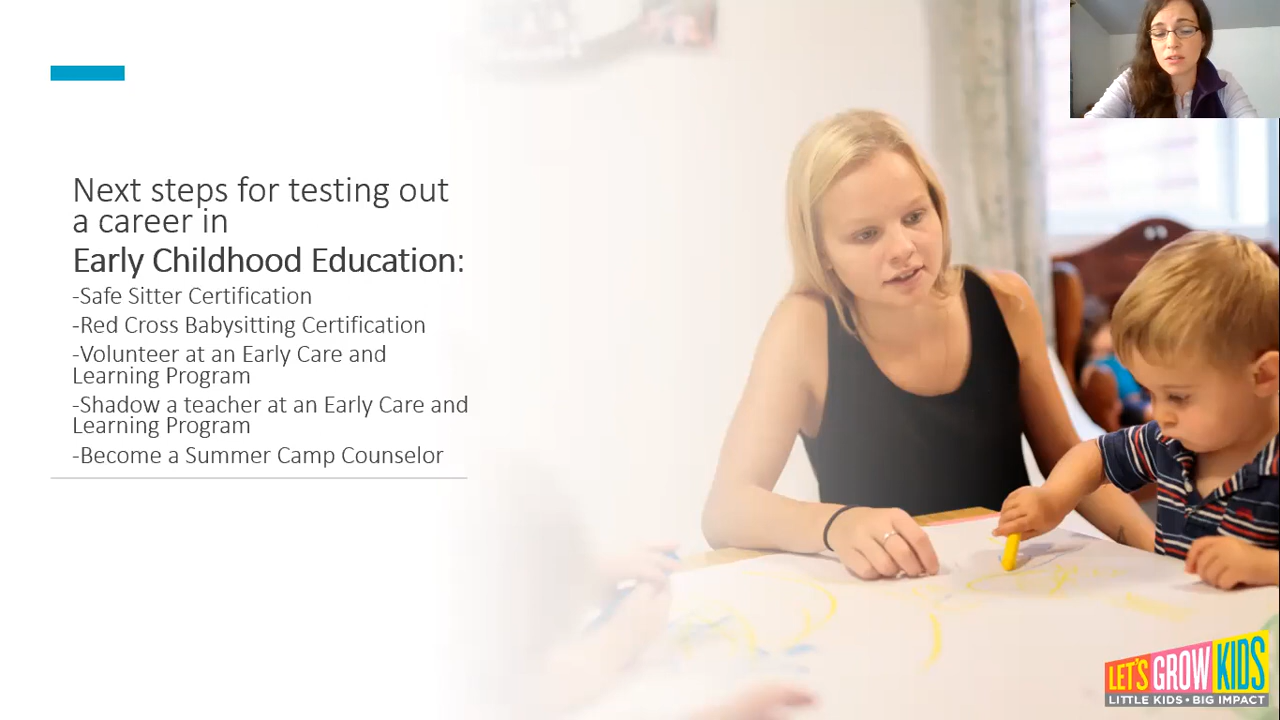 Next steps for testing out
a career in
Early Childhood Education:
-Safe Sitter Certification
-Red Cross Babysitting Certification
-Volunteer at an Early Care and
Learning Program
-Shadow a teacher at an Early Care and
Learning Program
-Become a Summer Camp Counselor
LET'S GROW KIDS
LITTLE KIDS • BIG IMPACT